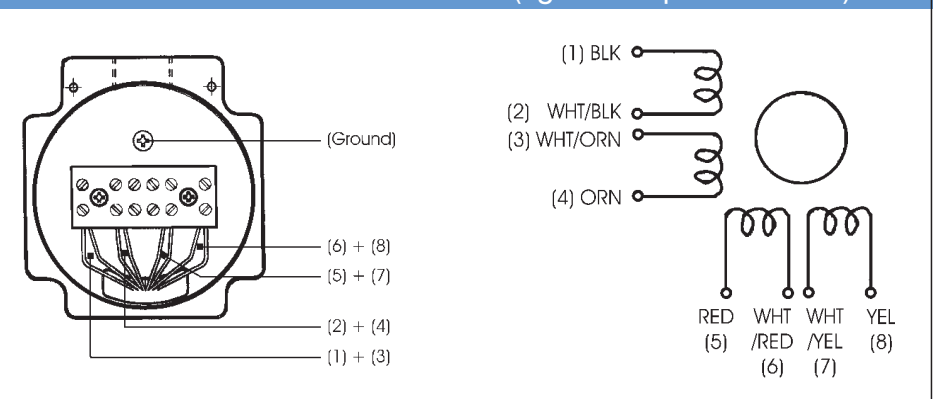 (Ground)
(6) + (8)
(5) + (7)
(2) + (4)
(1) + (3)
(1) BLK
(2) WHT/BLK
(3) WHT/ORN
(4) ORN
RED WHT WHT YEL
(5) /RED /YEL (8)
(6) (7)